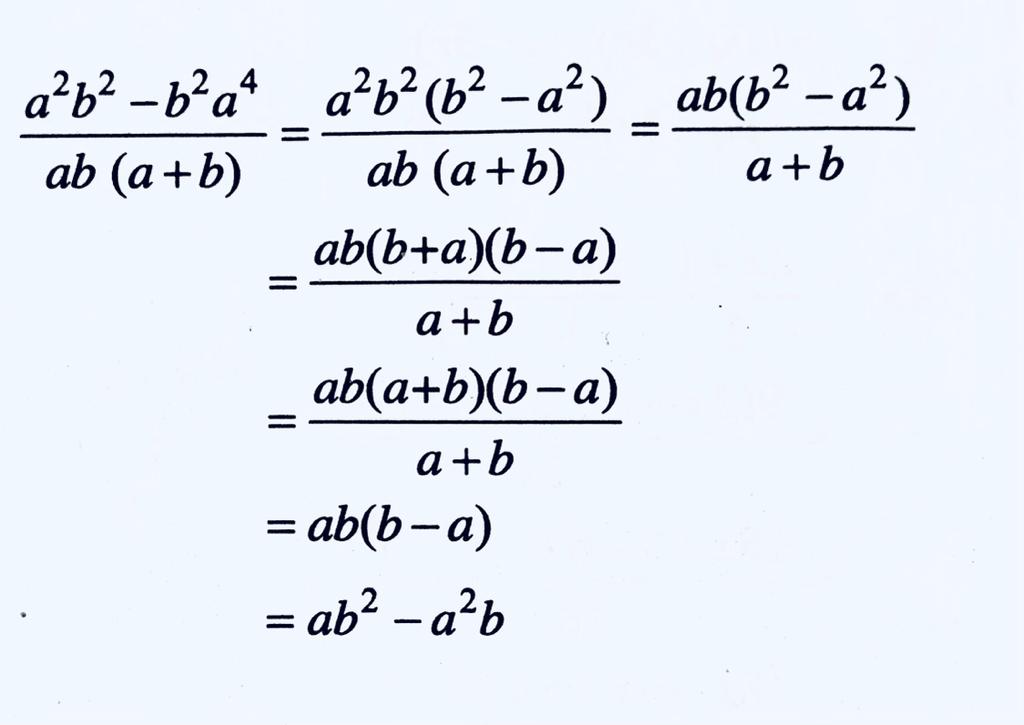 (a²b² − b²a⁴)/(ab (a+b)) = (a²b²(b² − a²))/(ab (a+b)) = (ab(b² − a²))/(a+b)
= (ab(b+a)(b−a))/(a+b)
= (ab(a+b)(b−a))/(a+b)
= ab(b−a)
= ab² − a²b